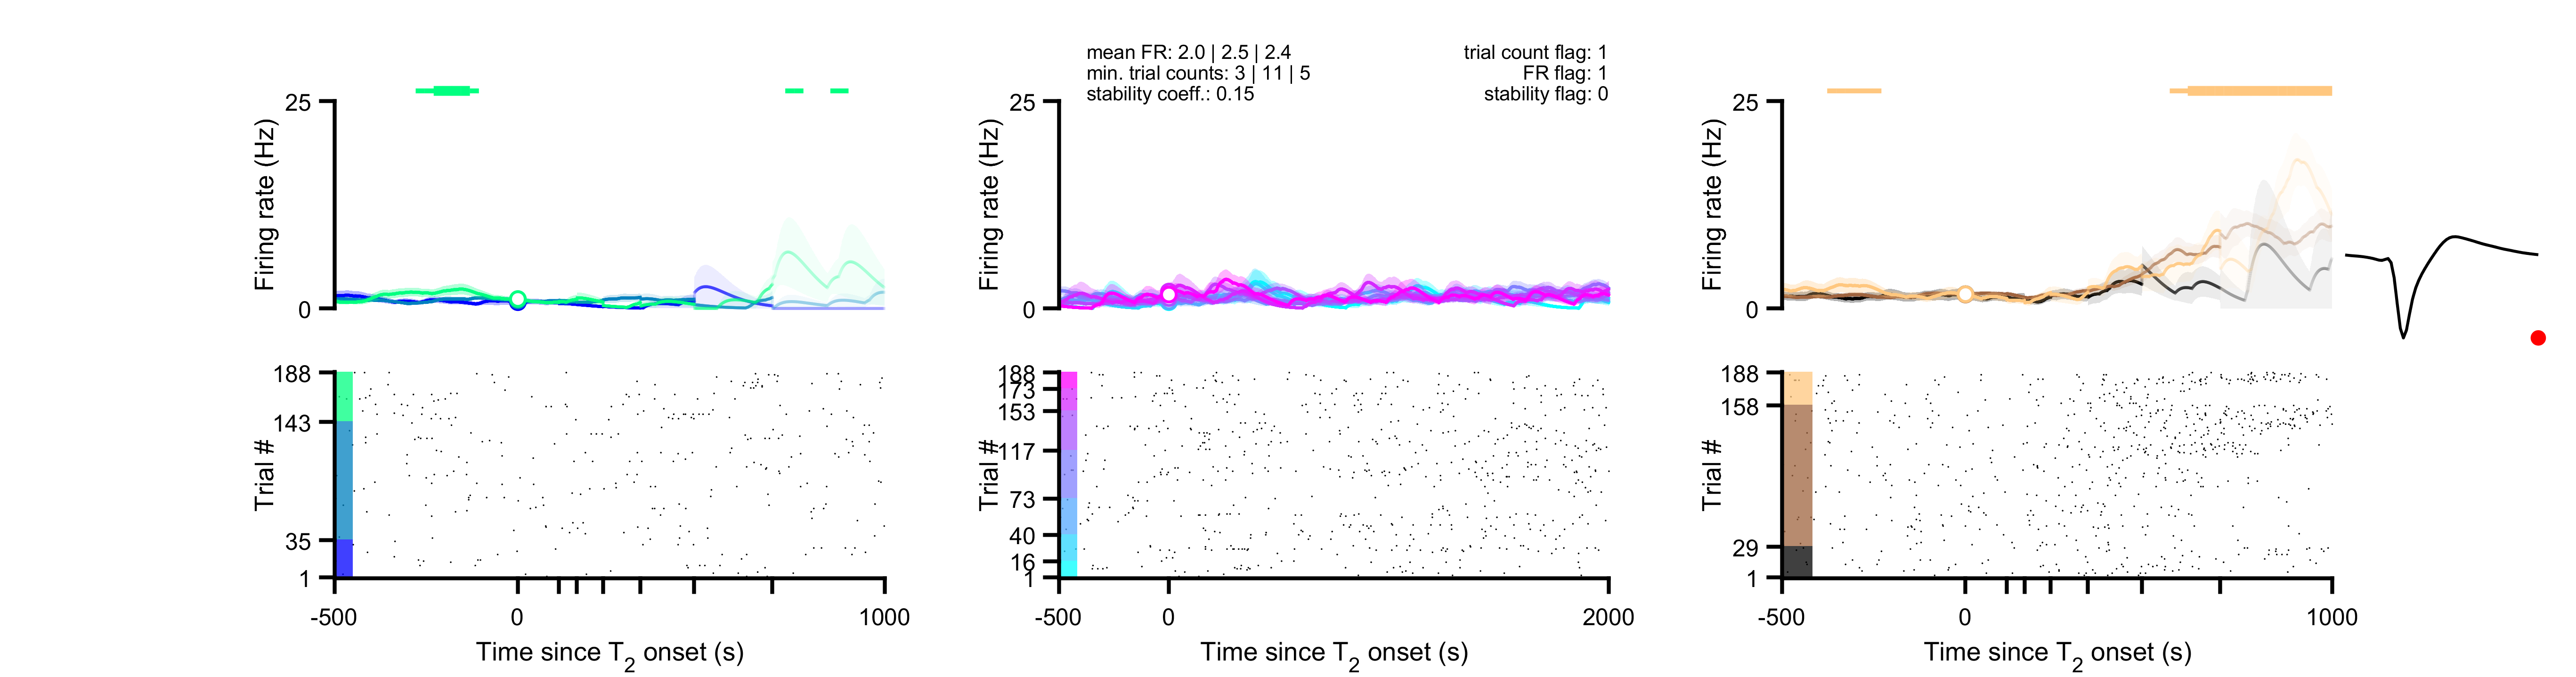 mean FR: 2.0 | 2.5 | 2.4
min. trial counts: 3 | 11 | 5
stability coeff.: 0.15
trial count flag: 1
FR flag: 1
stability flag: 0
25
0
Firing rate (Hz)
25
0
Firing rate (Hz)
25
0
Firing rate (Hz)
188
143
35
1
Trial #
-500
0
1000
Time since T2 onset (s)
188
173
153
117
73
40
16
1
Trial #
-500
0
2000
Time since T2 onset (s)
188
158
29
1
Trial #
-500
0
1000
Time since T2 onset (s)